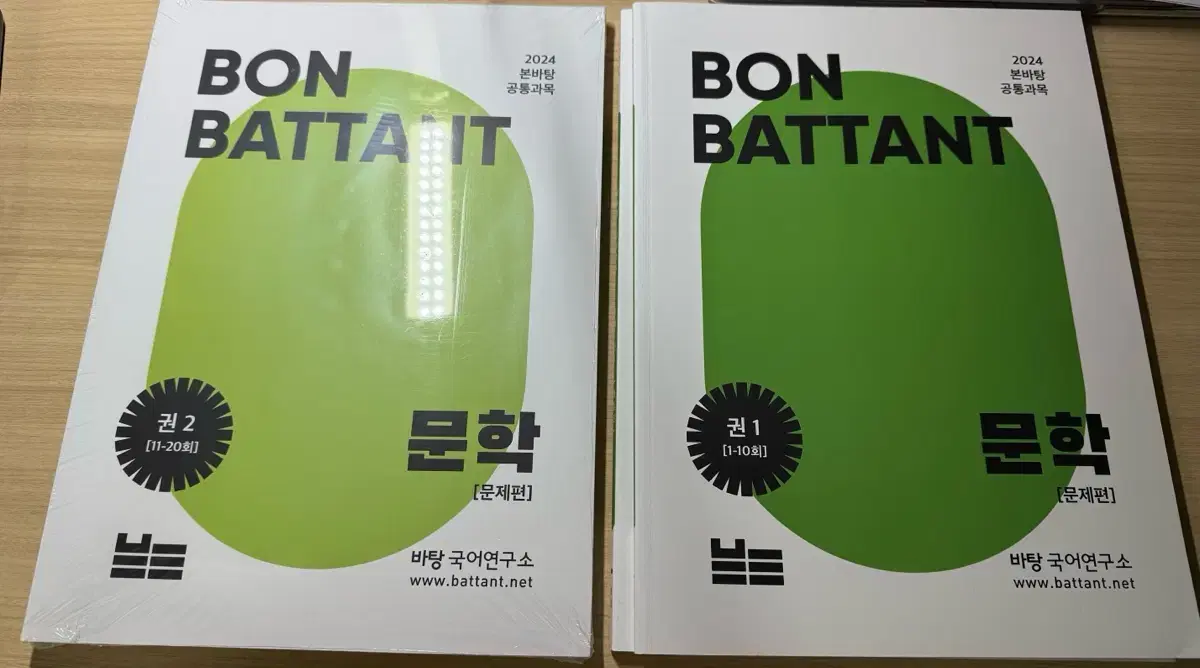 BON
BATTANT
2024
본바탕
공통과목
권 2
[11-20회]
문학
[문제편]
바탕 국어연구소
www.battant.net
BON
BATTANT
2024
본바탕
공통과목
권 1
[1-10회]
문학
[문제편]
바탕 국어연구소
www.battant.net